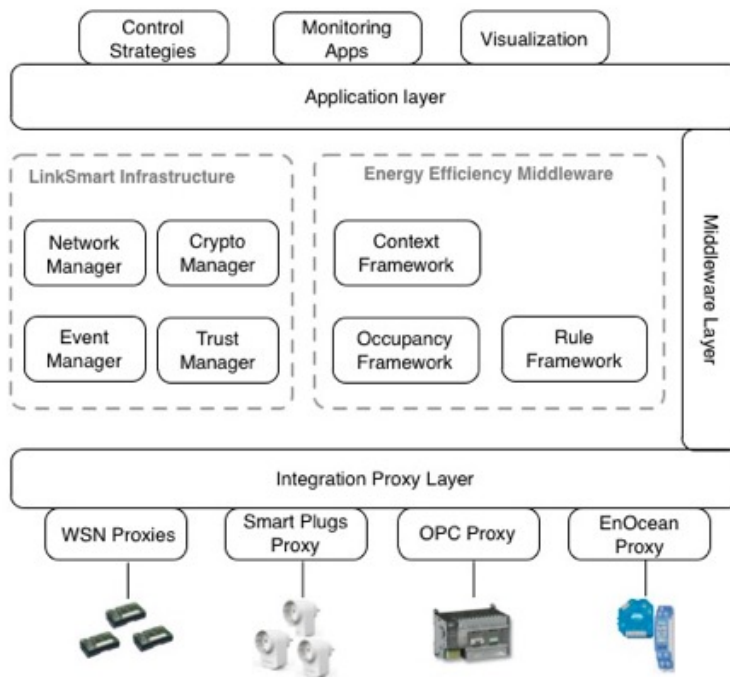 Control
Strategies
Monitoring
Apps
Visualization
Application layer
LinkSmart Infrastructure
Energy Efficiency Middleware
Network
Manager
Crypto
Manager
Context
Framework
Event
Manager
Trust
Manager
Occupancy
Framework
Rule
Framework
Middleware Layer
Integration Proxy Layer
WSN Proxies
Smart Plugs
Proxy
OPC Proxy
EnOcean
Proxy